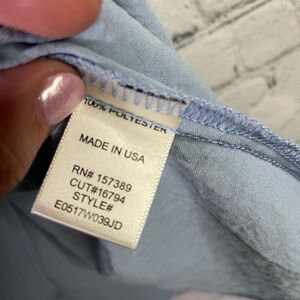 100% POLYESTER
MADE IN USA
RN# 157389
CUT#16794
STYLE#
E0517W039JD